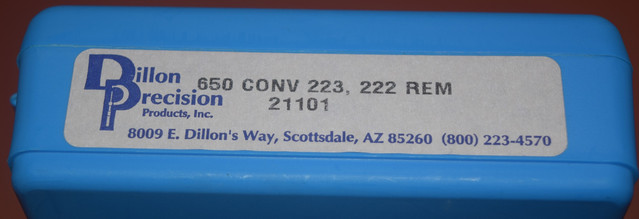 Dillon Precision
Products, Inc.
650 CONV 223, 222 REM
21101
8009 E. Dillon's Way, Scottsdale, AZ 85260 (800) 223-4570